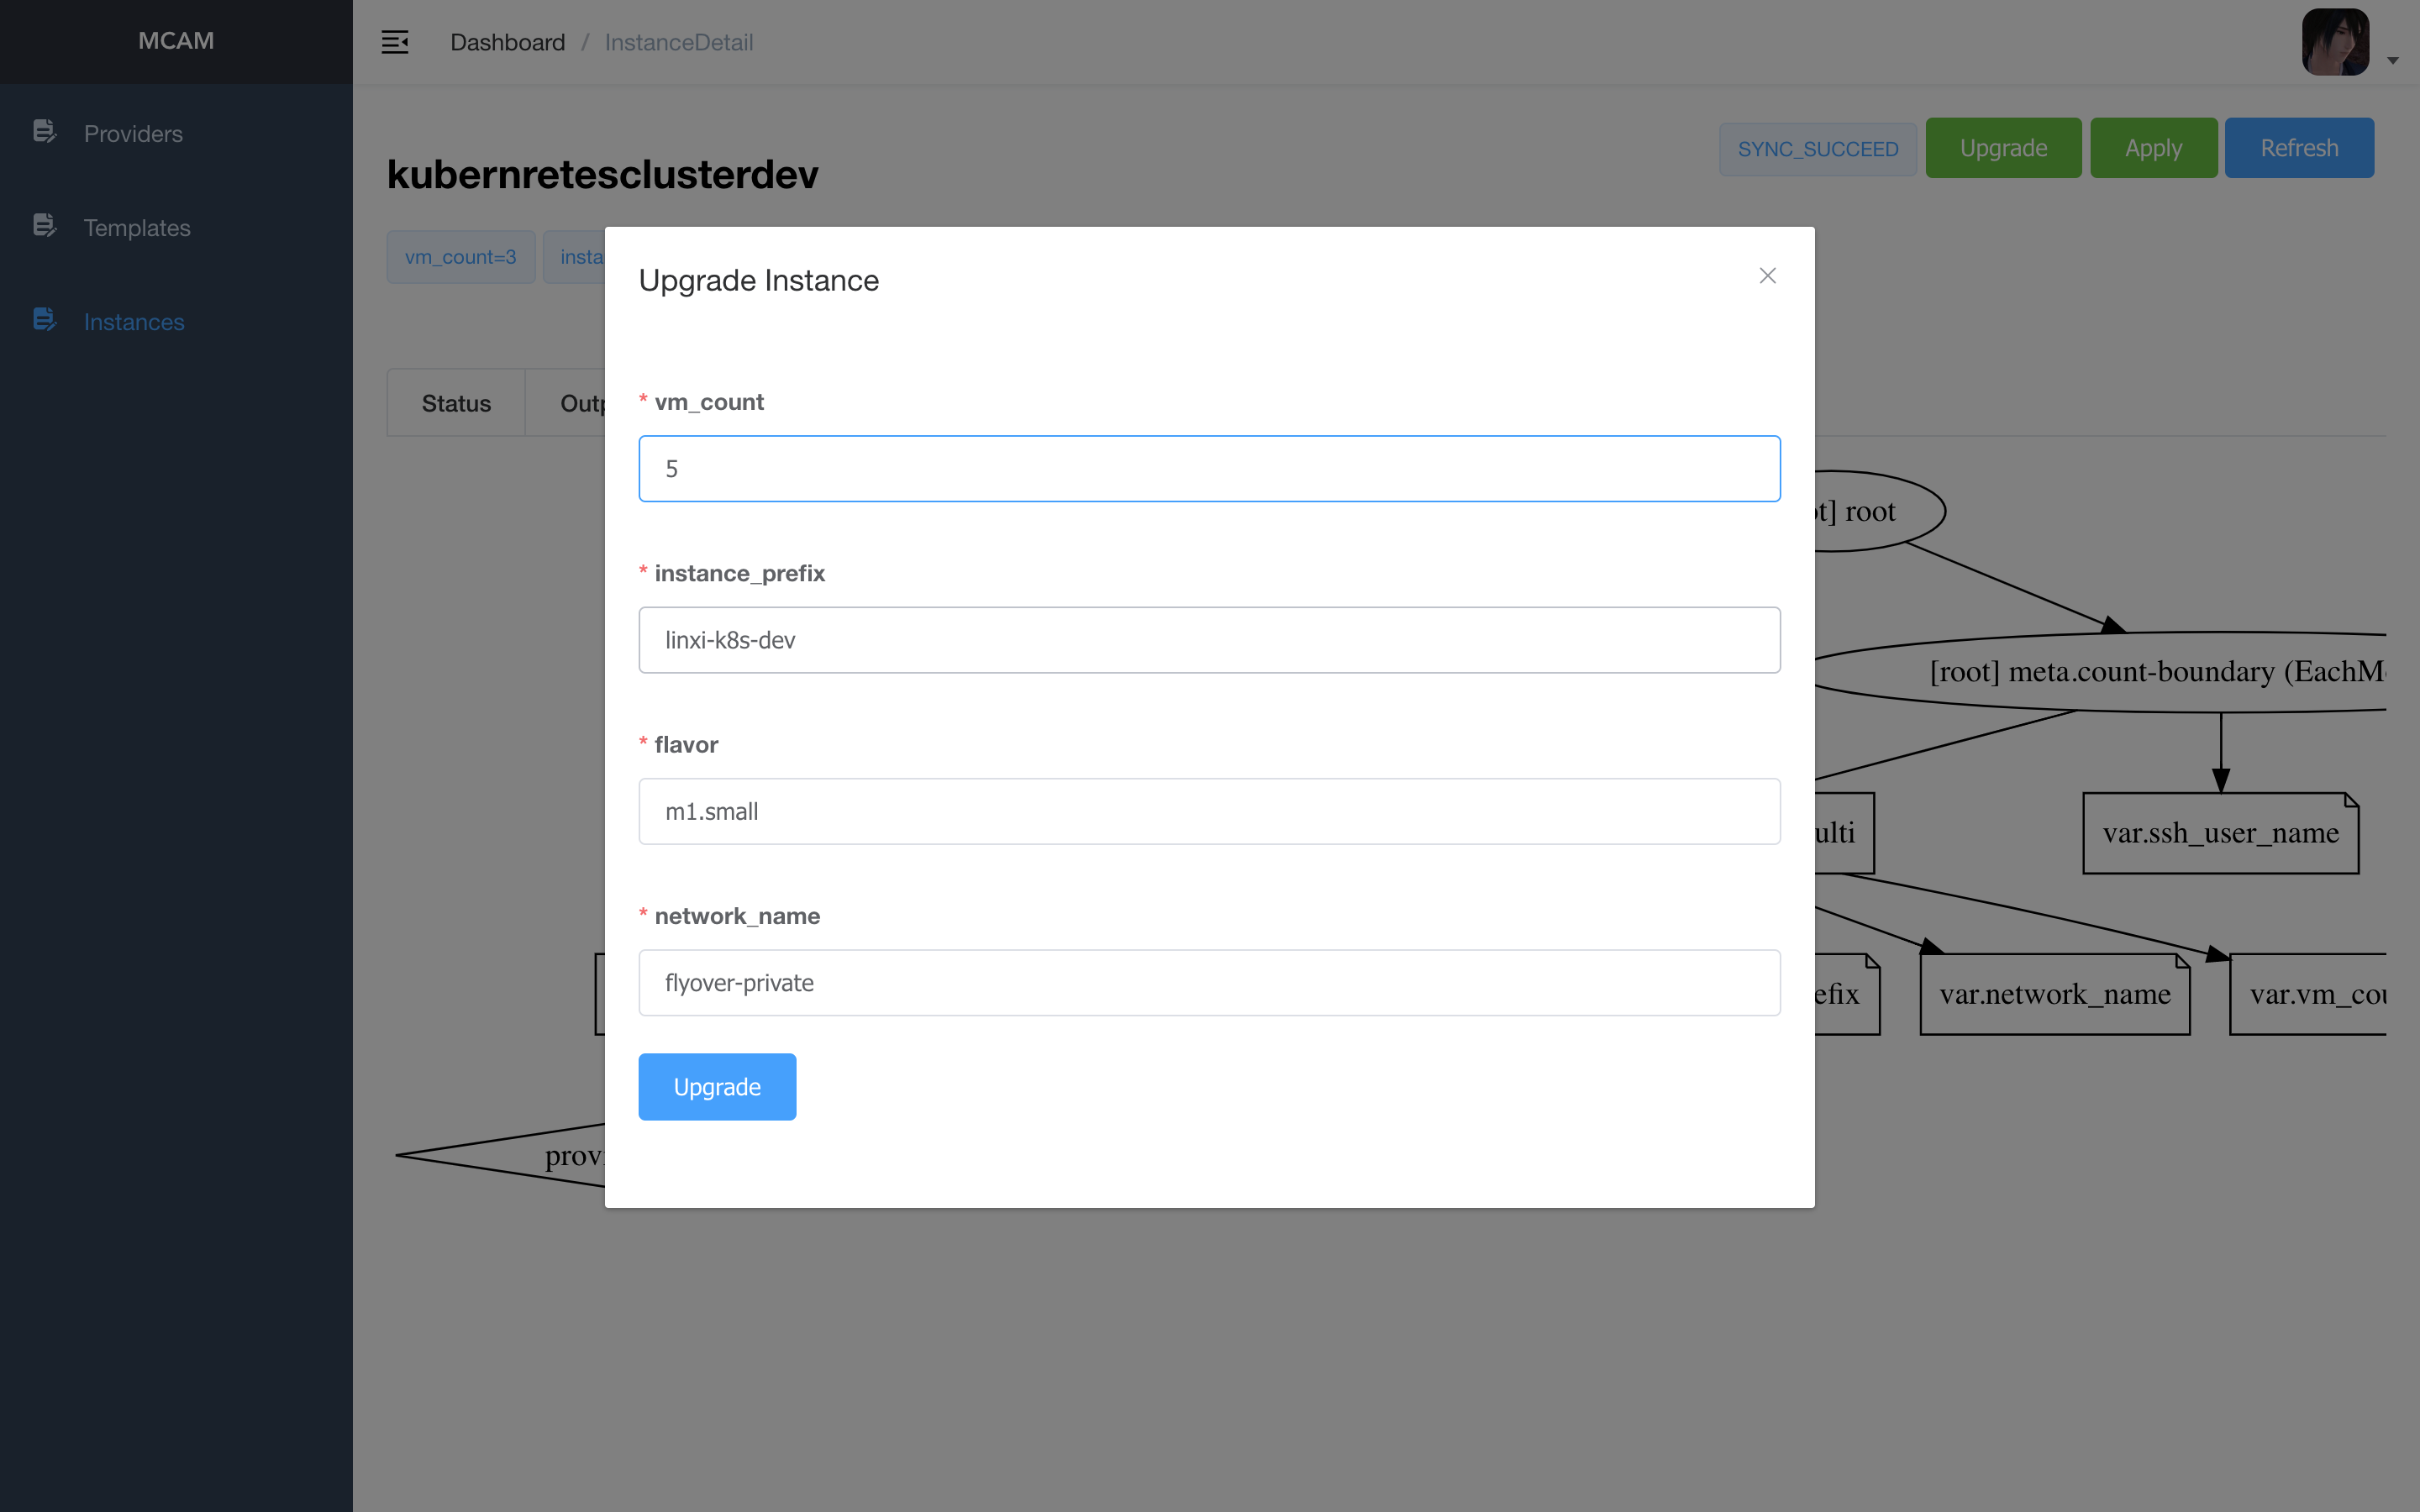 MCAM
Dashboard / InstanceDetail
Providers
Templates
Instances
kubernretesclusterdev
SYNC_SUCCEED
Upgrade
Apply
Refresh
vm_count=3
insta
Status
Outp
Upgrade Instance
* vm_count
5
* instance_prefix
linxi-k8s-dev
* flavor
m1.small
* network_name
flyover-private
Upgrade
t] root
[root] meta.count-boundary (EachM
ulti
var.ssh_user_name
efix
var.network_name
var.vm_cou
prov